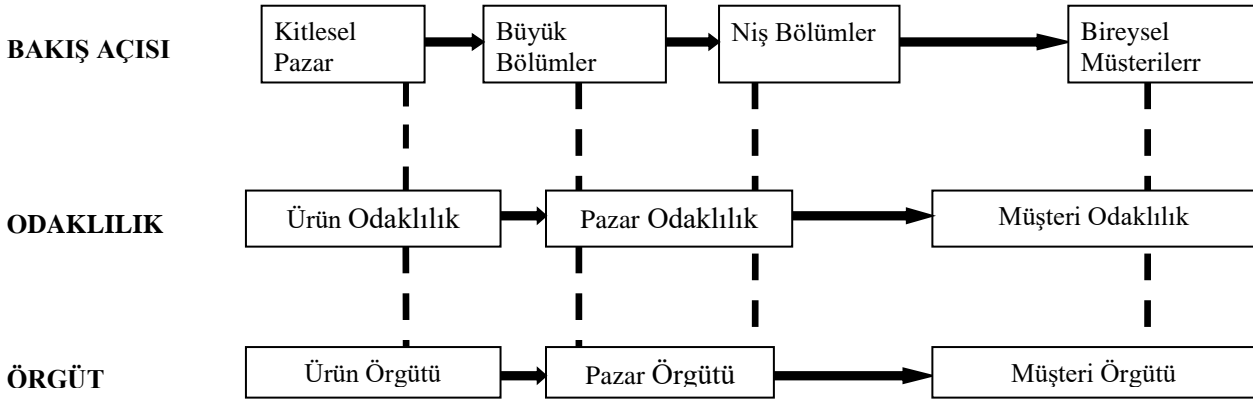 BAKIŞ AÇISI
Kitlesel
Pazar
Büyük
Bölümler
Niş Bölümler
Bireysel
Müsterilerr
ODAKLILIK
Ürün Odaklılık
Pazar Odaklılık
Müşteri Odaklılık
ÖRGÜT
Ürün Örgütü
Pazar Örgütü
Müşteri Örgütü